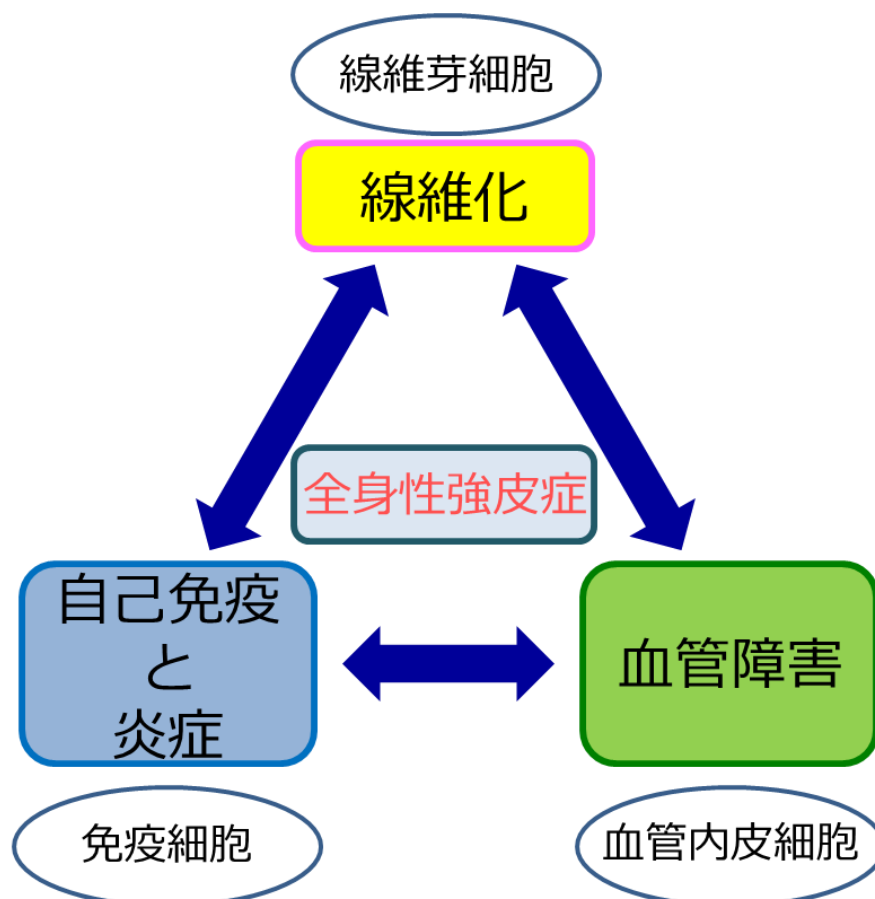 線維芽細胞
線維化
全身性強皮症
自己免疫
と
炎症
血管障害
免疫細胞
血管内皮細胞